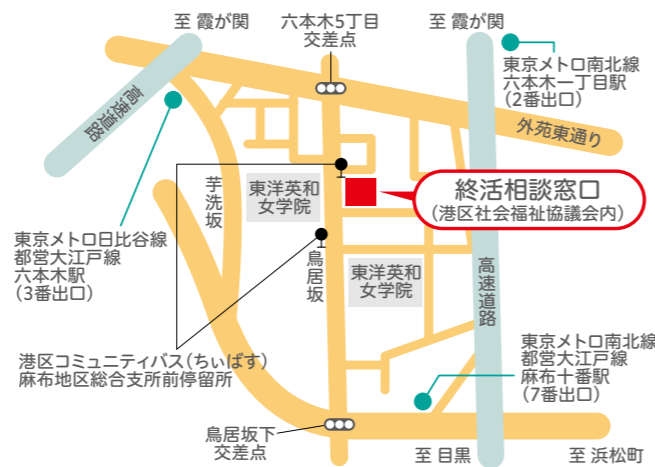 至 霞が関
六本木5丁目
交差点
至 霞が関
東京メトロ南北線
六本木一丁目駅
（2番出口）
高速道路
外苑東通り
芋洗坂
東洋英和
女学院
終活相談窓口
（港区社会福祉協議会内）
東京メトロ日比谷線
都営大江戸線
六本木駅
（3番出口）
鳥居坂
東洋英和
女学院
高速道路
東京メトロ南北線
都営大江戸線
麻布十番駅
（7番出口）
港区コミュニティバス（ちぃばす）
麻布地区総合支所前停留所
鳥居坂下
交差点
至 目黒
至 浜松町